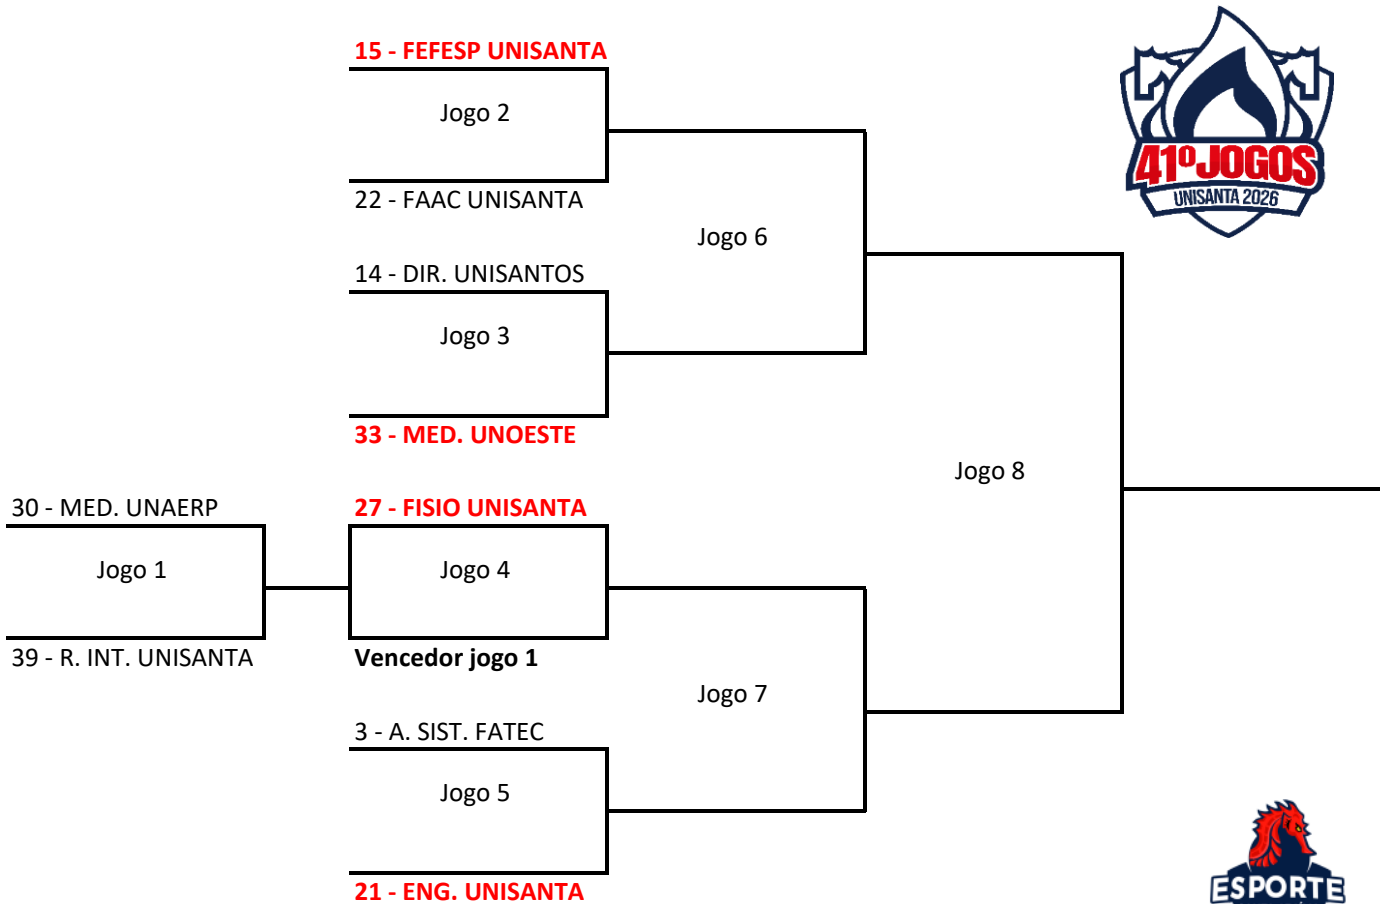 15 - FEFESP UNISANTA
Jogo 2
22 - FAAC UNISANTA
41º JOGOS
UNISANTA 2026
Jogo 6
14 - DIR. UNISANTOS
Jogo 3
33 - MED. UNOESTE
Jogo 8
30 - MED. UNAERP
27 - FISIO UNISANTA
Jogo 1
Jogo 4
39 - R. INT. UNISANTA
Vencedor jogo 1
Jogo 7
3 - A. SIST. FATEC
Jogo 5
21 - ENG. UNISANTA
ESPORTE